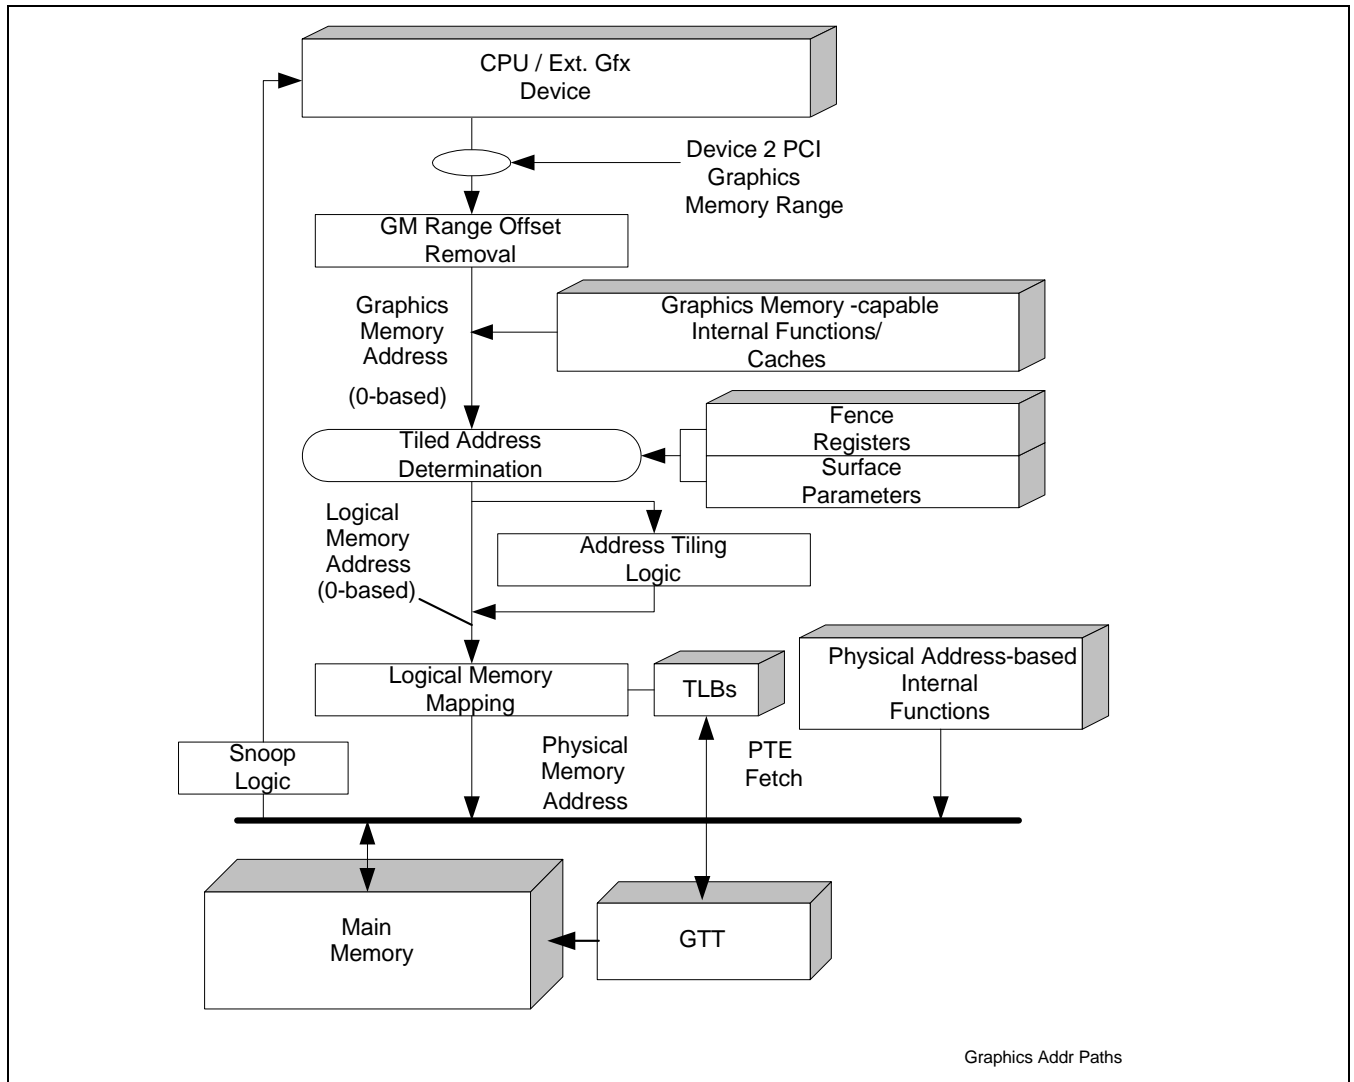 CPU / Ext. Gfx
Device
Device 2 PCI
Graphics
Memory Range
GM Range Offset
Removal
Graphics
Memory
Address
(0-based)
Graphics Memory -capable
Internal Functions/
Caches
Fence
Registers
Surface
Parameters
Tiled Address
Determination
Logical
Memory
Address
(0-based)
Address Tiling
Logic
Logical Memory
Mapping
TLBs
Physical Address-based
Internal
Functions
Snoop
Logic
Physical
Memory
Address
PTE
Fetch
Main
Memory
GTT
Graphics Addr Paths